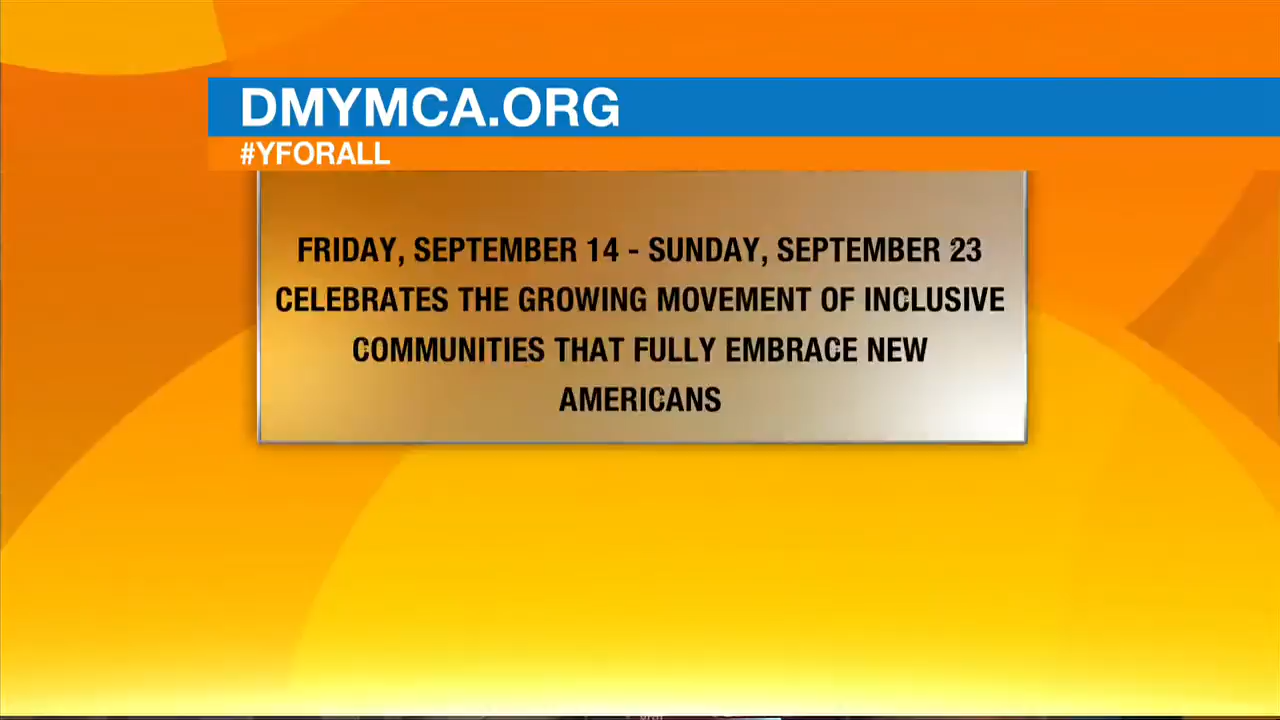 DMYMCA.ORG
#YFORALL
FRIDAY, SEPTEMBER 14 - SUNDAY, SEPTEMBER 23
CELEBRATES THE GROWING MOVEMENT OF INCLUSIVE
COMMUNITIES THAT FULLY EMBRACE NEW
AMERICANS